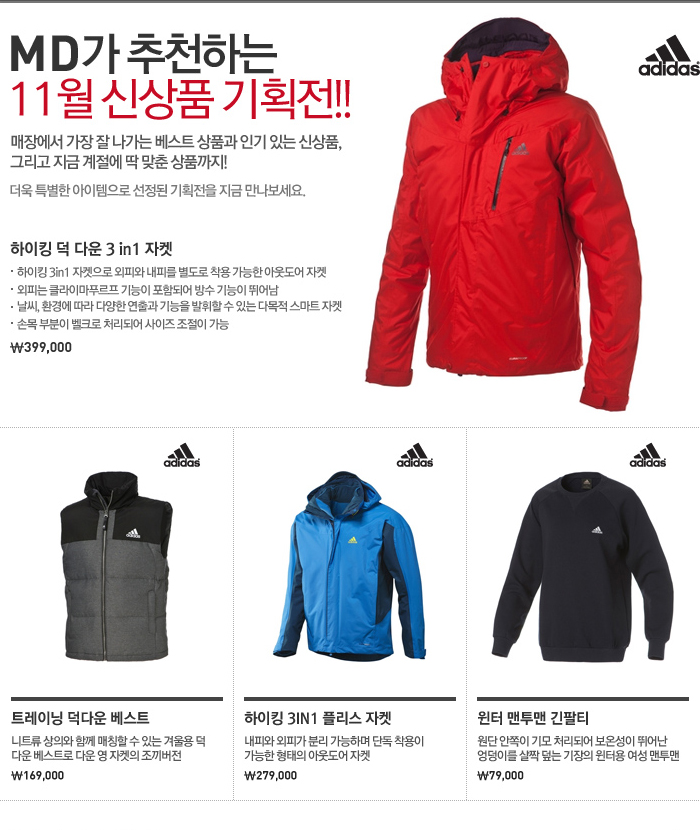 MD가 추천하는
11월 신상품 기획전!!
매장에서 가장 잘 나가는 베스트 상품과 인기 있는 신상품,
그리고 지금 계절에 딱 맞춘 상품까지!
더욱 특별한 아이템으로 선정된 기획전을 지금 만나보세요.
adidas
하이킹 덕 다운 3 in1 자켓
· 하이킹 3in1 자켓으로 외피와 내피를 별도로 착용 가능한 아웃도어 자켓
· 외피는 클라이마푸르프 기능이 포함되어 방수 기능이 뛰어남
· 날씨, 환경에 따라 다양한 연출과 기능을 발휘할 수 있는 다목적 스마트 자켓
· 손목 부분이 벨크로 처리되어 사이즈 조절이 가능
₩399,000
adidas
트레이닝 덕다운 베스트
니트류 상의와 함께 매칭할 수 있는 겨울용 덕
다운 베스트로 다운 영 자켓의 조끼버전
₩169,000
adidas
하이킹 3IN1 플리스 자켓
내피와 외피가 분리 가능하며 단독 착용이
가능한 형태의 아웃도어 자켓
₩279,000
adidas
윈터 맨투맨 긴팔티
원단 안쪽이 기모 처리되어 보온성이 뛰어난
엉덩이를 살짝 덮는 기장의 윈터용 여성 맨투맨
₩79,000